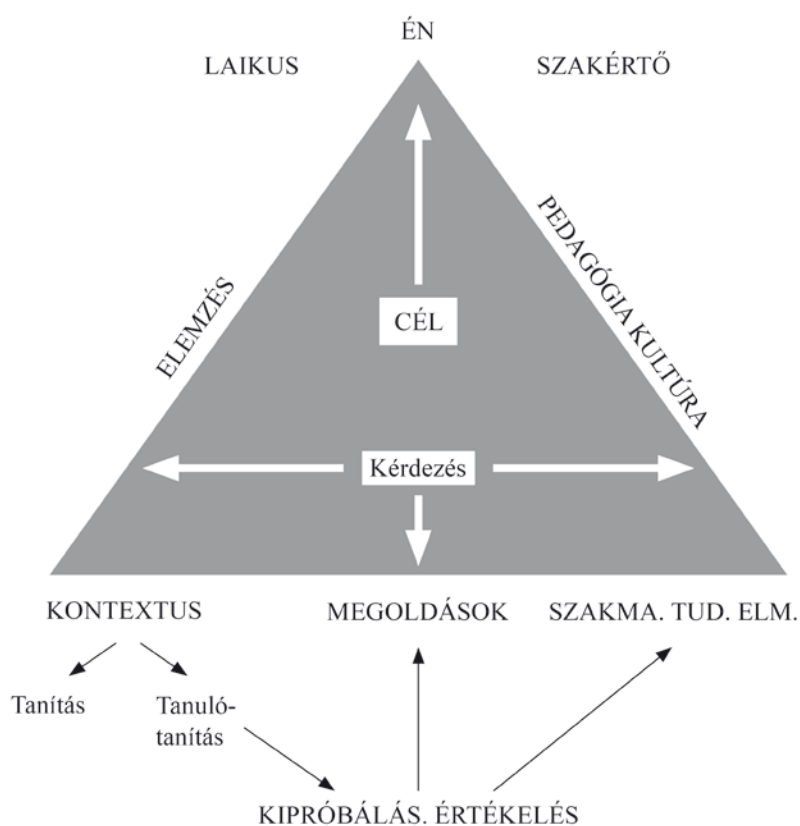 ÉN
LAIKUS
SZAKÉRTŐ
ELEMZÉS
PEDAGÓGIA KULTÚRA
CÉL
Kérdezés
KONTEXTUS
MEGOLDÁSOK
SZAKMA. TUD. ELM.
Tanítás
Tanuló-
tanítás
KIPRÓBÁLÁS. ÉRTÉKELÉS